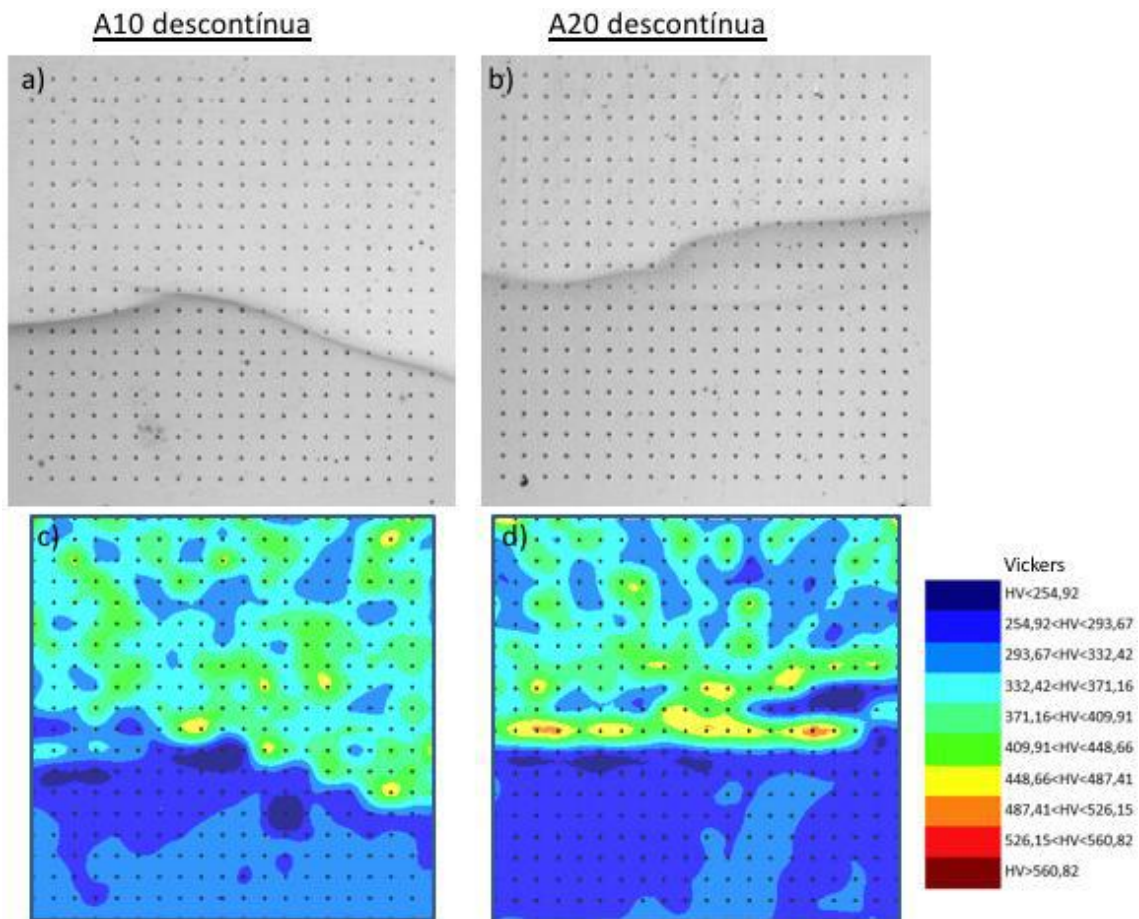 A10 descontínua
A20 descontínua
a)
b)
c)
d)
Vickers
HV<254,92
254,92<HV<293,67
293,67<HV<332,42
332,42<HV<371,16
371,16<HV<409,91
409,91<HV<448,66
448,66<HV<487,41
487,41<HV<526,15
526,15<HV<560,82
HV>560,82